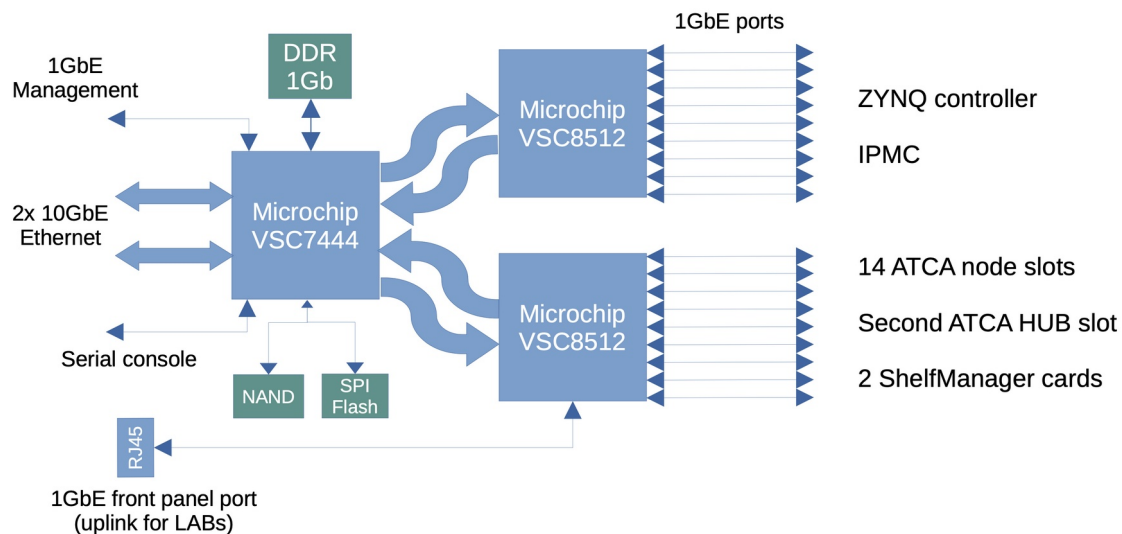 1GbE ports
DDR
1Gb
1GbE
Management
Microchip
VSC8512
ZYNQ controller
IPMC
2x 10GbE
Ethernet
Microchip
VSC7444
14 ATCA node slots
Second ATCA HUB slot
2 ShelfManager cards
Microchip
VSC8512
Serial console
NAND
SPI
Flash
RJ45
1GbE front panel port
(uplink for LABs)